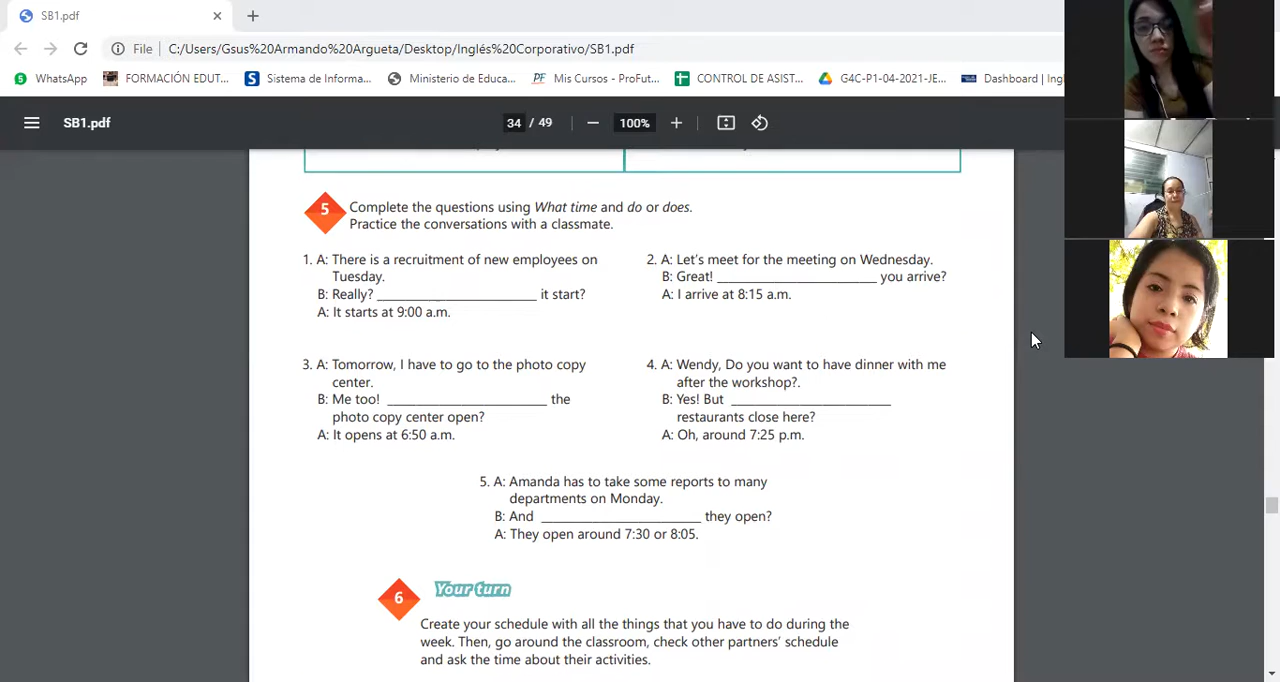 SB1.pdf
File
C:/Users/Gsus%20Armando%20Argueta/Desktop/Inglés%20Corporativo/SB1.pdf
WhatsApp
FORMACIÓN EDUT...
Sistema de Informa...
Ministerio de Educa...
Mis Cursos - ProFut...
CONTROL DE ASIST...
G4C-P1-04-2021-JE...
Dashboard | Ingl
SB1.pdf
34 / 49
100%
5
Complete the questions using What time and do or does.
Practice the conversations with a classmate.
1. A: There is a recruitment of new employees on
Tuesday.
B: Really? ____________________ it start?
A: It starts at 9:00 a.m.
2. A: Let's meet for the meeting on Wednesday.
B: Great! ____________________ you arrive?
A: I arrive at 8:15 a.m.
3. A: Tomorrow, I have to go to the photo copy
center.
B: Me too! ____________________ the
photo copy center open?
A: It opens at 6:50 a.m.
4. A: Wendy, Do you want to have dinner with me
after the workshop?.
B: Yes! But ____________________
restaurants close here?
A: Oh, around 7:25 p.m.
5. A: Amanda has to take some reports to many
departments on Monday.
B: And ____________________ they open?
A: They open around 7:30 or 8:05.
6
Your turn
Create your schedule with all the things that you have to do during the
week. Then, go around the classroom, check other partners' schedule
and ask the time about their activities.